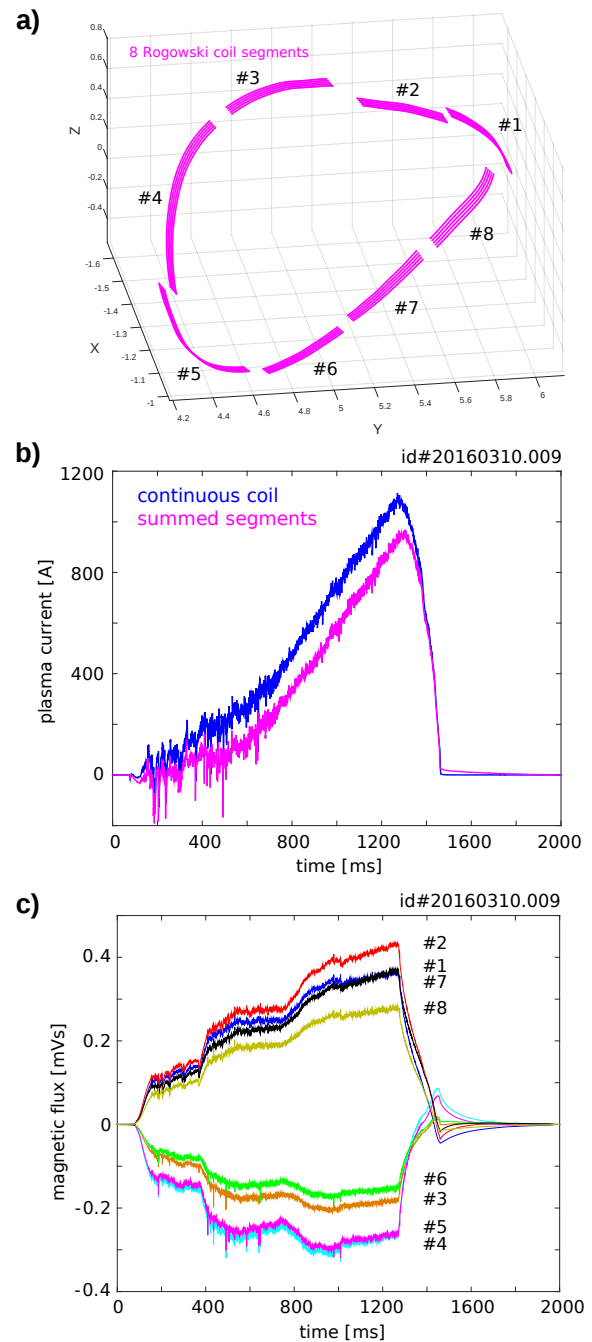 a)
8 Rogowski coil segments
#3
#2
#1
#4
#8
#7
#6
#5
Z
0.8
0.6
0.4
0.2
0
-0.2
-0.4
-1.6
-1.5
-1.4
-1.3
-1.2
-1.1
-1
X
4.2
4.4
4.6
4.8
5
5.2
5.4
5.6
5.8
6
Y
b)
id#20160310.009
continuous coil
summed segments
plasma current [A]
1200
800
400
0
0 400 800 1200 1600 2000
time [ms]
c)
id#20160310.009
magnetic flux [mVs]
0.4
0.2
0.0
-0.2
-0.4
#2
#1
#7
#8
#6
#3
#5
#4
0 400 800 1200 1600 2000
time [ms]